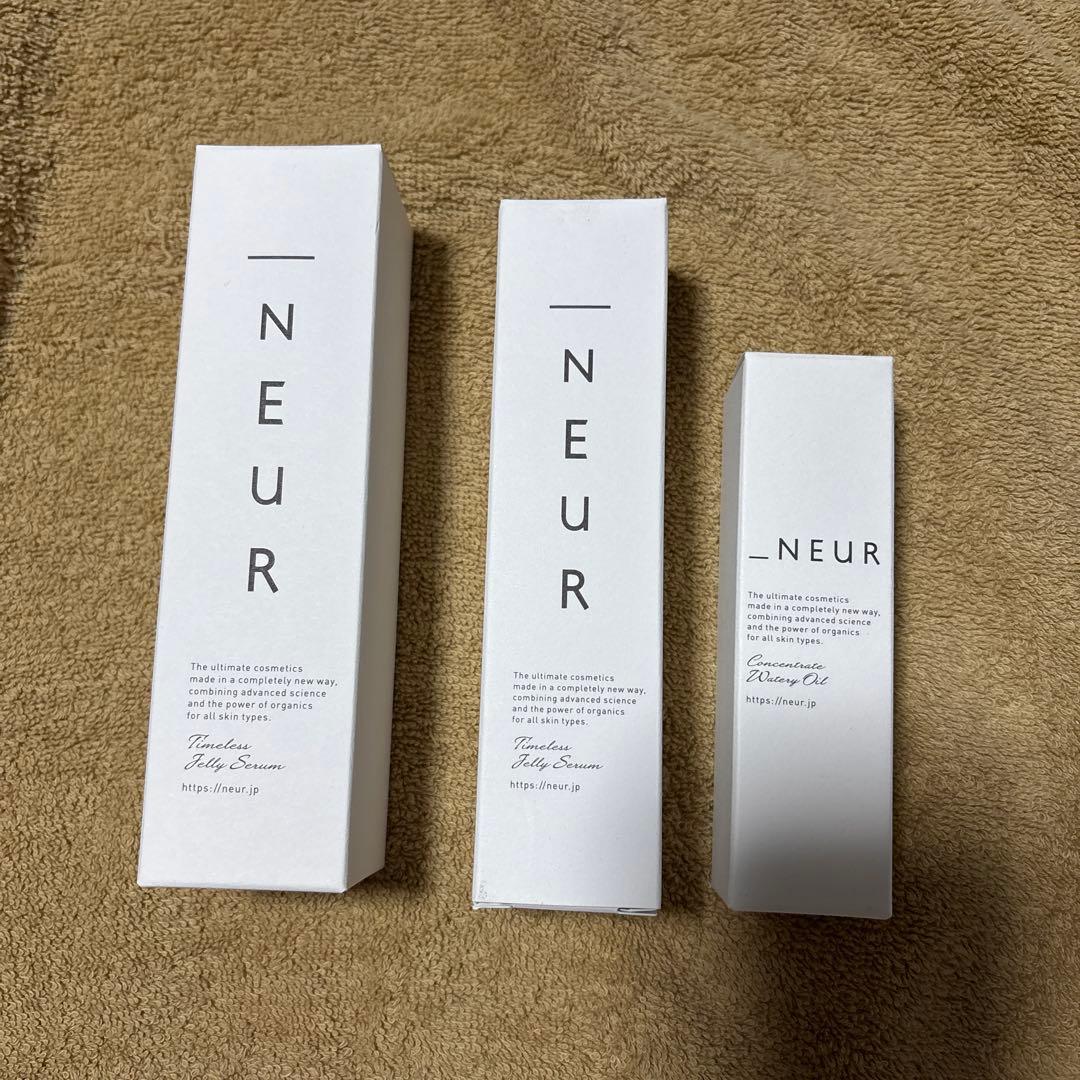 _NEUR
The ultimate cosmetics
made in a completely new way,
combining advanced science
and the power of organics
for all skin types.
Timeless
Jelly Serum
https://neur.jp
_NEUR
The ultimate cosmetics
made in a completely new way,
combining advanced science
and the power of organics
for all skin types.
Timeless
Jelly Serum
https://neur.jp
_NEUR
The ultimate cosmetics
made in a completely new way,
combining advanced science
and the power of organics
for all skin types.
Concentrate
Watery Oil
https://neur.jp